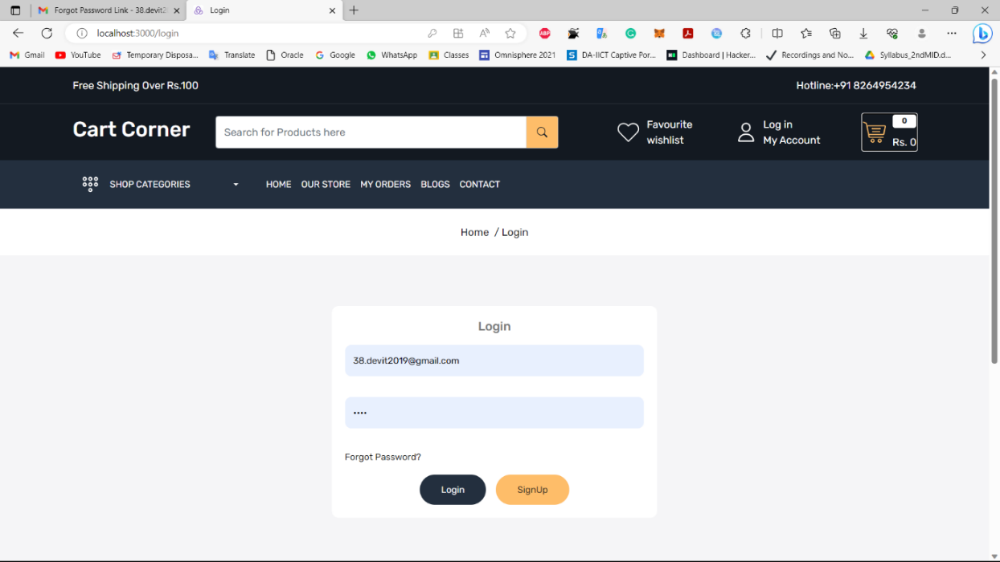 Forgot Password Link - 38.devit2
Login
localhost:3000/login
Gmail
YouTube
Temporary Disposa...
Translate
Oracle
Google
WhatsApp
Classes
Omnisphere 2021
DA-IICT Captive Por...
Dashboard | Hacker...
Recordings and No...
Syllabus_2ndMID.d...
Free Shipping Over Rs.100
Hotline:+91 8264954234
Cart Corner
Search for Products here
Favourite
wishlist
Log in
My Account
0
Rs. 0
SHOP CATEGORIES
HOME
OUR STORE
MY ORDERS
BLOGS
CONTACT
Home / Login
Login
38.devit2019@gmail.com
••••
Forgot Password?
Login
SignUp